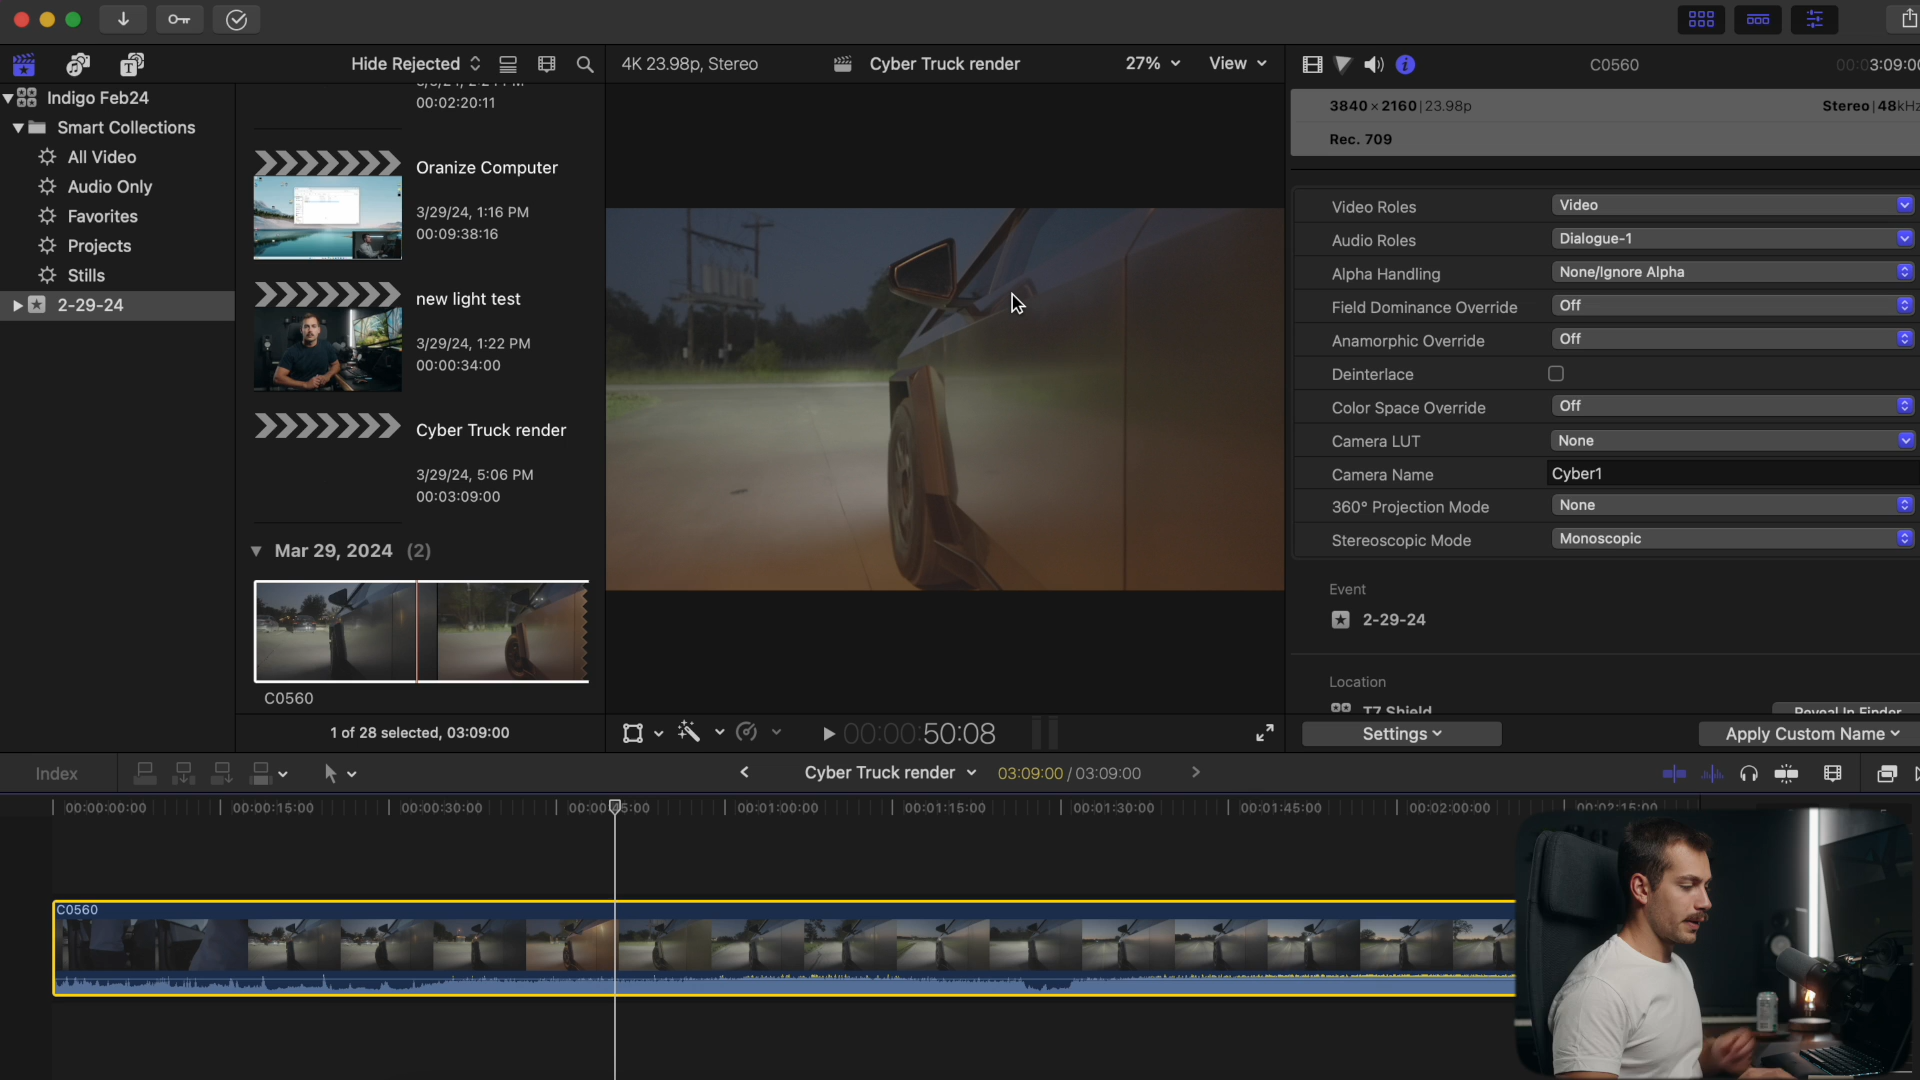 Hide Rejected
4K 23.98p, Stereo
Cyber Truck render
27%
View
C0560
00:03:09:00
Indigo Feb24
Smart Collections
All Video
Audio Only
Favorites
Projects
Stills
2-29-24
00:02:20:11
Oranize Computer
3/29/24, 1:16 PM
00:09:38:16
new light test
3/29/24, 1:22 PM
00:00:34:00
Cyber Truck render
3/29/24, 5:06 PM
00:03:09:00
Mar 29, 2024 (2)
C0560
1 of 28 selected, 03:09:00
00:00:50:08
3840 × 2160 | 23.98p
Stereo | 48kHz
Rec. 709
Video Roles Video
Audio Roles Dialogue-1
Alpha Handling None/Ignore Alpha
Field Dominance Override Off
Anamorphic Override Off
Deinterlace
Color Space Override Off
Camera LUT None
Camera Name Cyber1
360° Projection Mode None
Stereoscopic Mode Monoscopic
Event
2-29-24
Location
T7 Shield
Reveal In Finder
Settings
Apply Custom Name
Index
Cyber Truck render
03:09:00 / 03:09:00
00:00:00:00
00:00:15:00
00:00:30:00
00:00:45:00
00:01:00:00
00:01:15:00
00:01:30:00
00:01:45:00
00:02:00:00
00:02:15:00
C0560